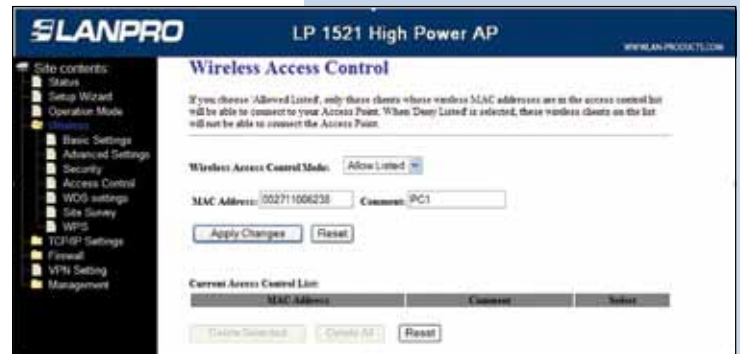 LANPRO
LP 1521 High Power AP
WWW.LAN-PRODUCTS.COM
Site contents:
Status
Setup Wizard
Operation Mode
Wireless
Basic Settings
Advanced Settings
Security
Access Control
WDS settings
Site Survey
WPS
TCP/IP Settings
Firewall
VPN Setting
Management
Wireless Access Control
If you choose 'Allowed Listed', only those clients whose wireless MAC addresses are in the access control list
will be able to connect to your Access Point. When 'Deny Listed' is selected, these wireless clients on the list
will not be able to connect the Access Point.
Wireless Access Control Mode: Allow Listed
MAC Address: 002711006238 Comment: PC1
Apply Changes Reset
Current Access Control List:
MAC Address Comment Select
Delete Selected Delete All Reset